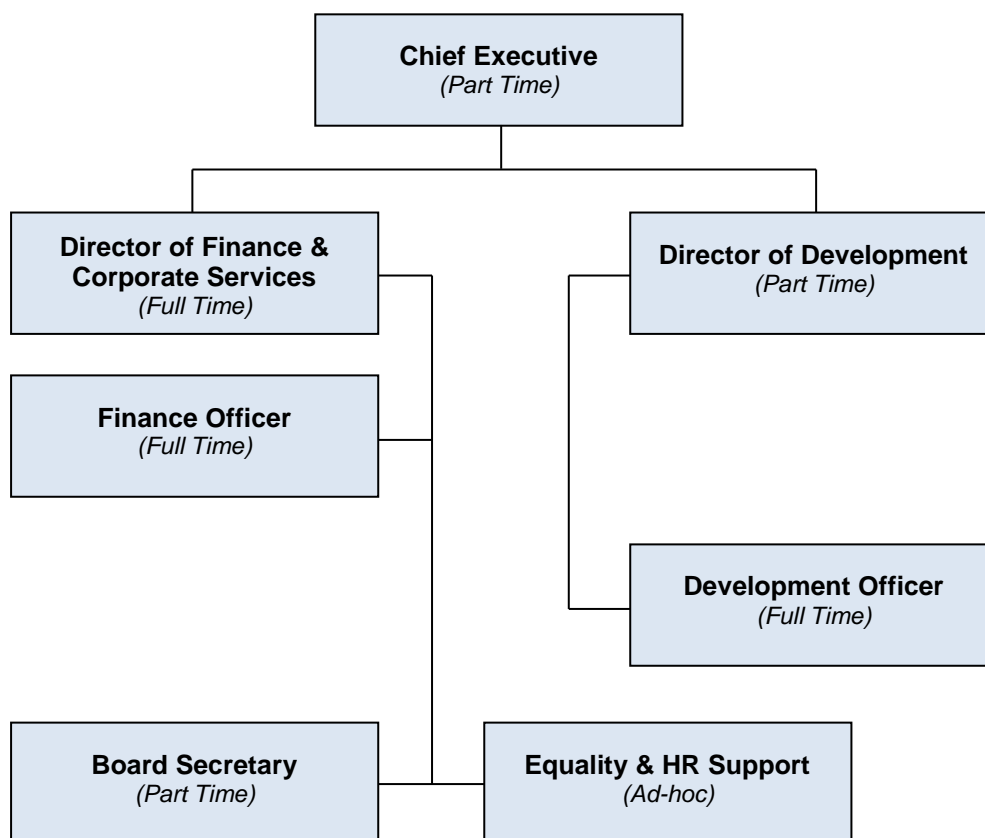 Chief Executive
(Part Time)
Director of Finance &
Corporate Services
(Full Time)
Director of Development
(Part Time)
Finance Officer
(Full Time)
Development Officer
(Full Time)
Board Secretary
(Part Time)
Equality & HR Support
(Ad-hoc)